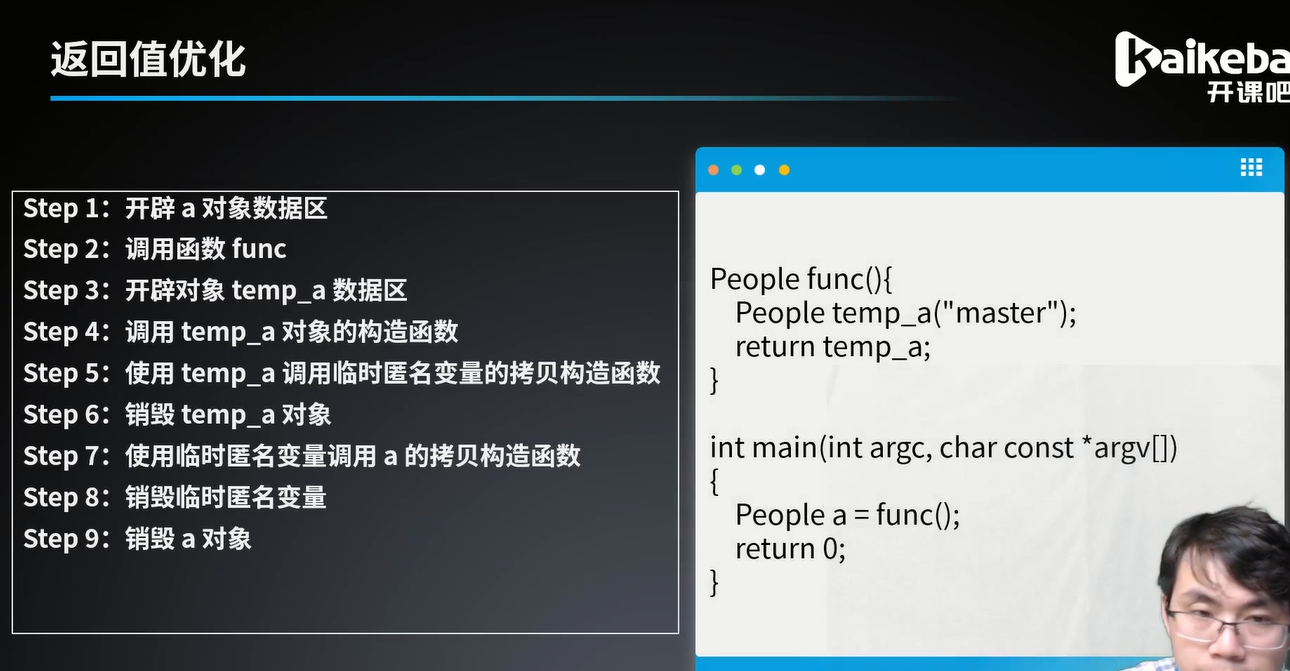 返回值优化
Kaikeba
开课吧
Step 1：开辟 a 对象数据区
Step 2：调用函数 func
Step 3：开辟对象 temp_a 数据区
Step 4：调用 temp_a 对象的构造函数
Step 5：使用 temp_a 调用临时匿名变量的拷贝构造函数
Step 6：销毁 temp_a 对象
Step 7：使用临时匿名变量调用 a 的拷贝构造函数
Step 8：销毁临时匿名变量
Step 9：销毁 a 对象
People func(){
People temp_a("master");
return temp_a;
}
int main(int argc, char const *argv[])
{
People a = func();
return 0;
}